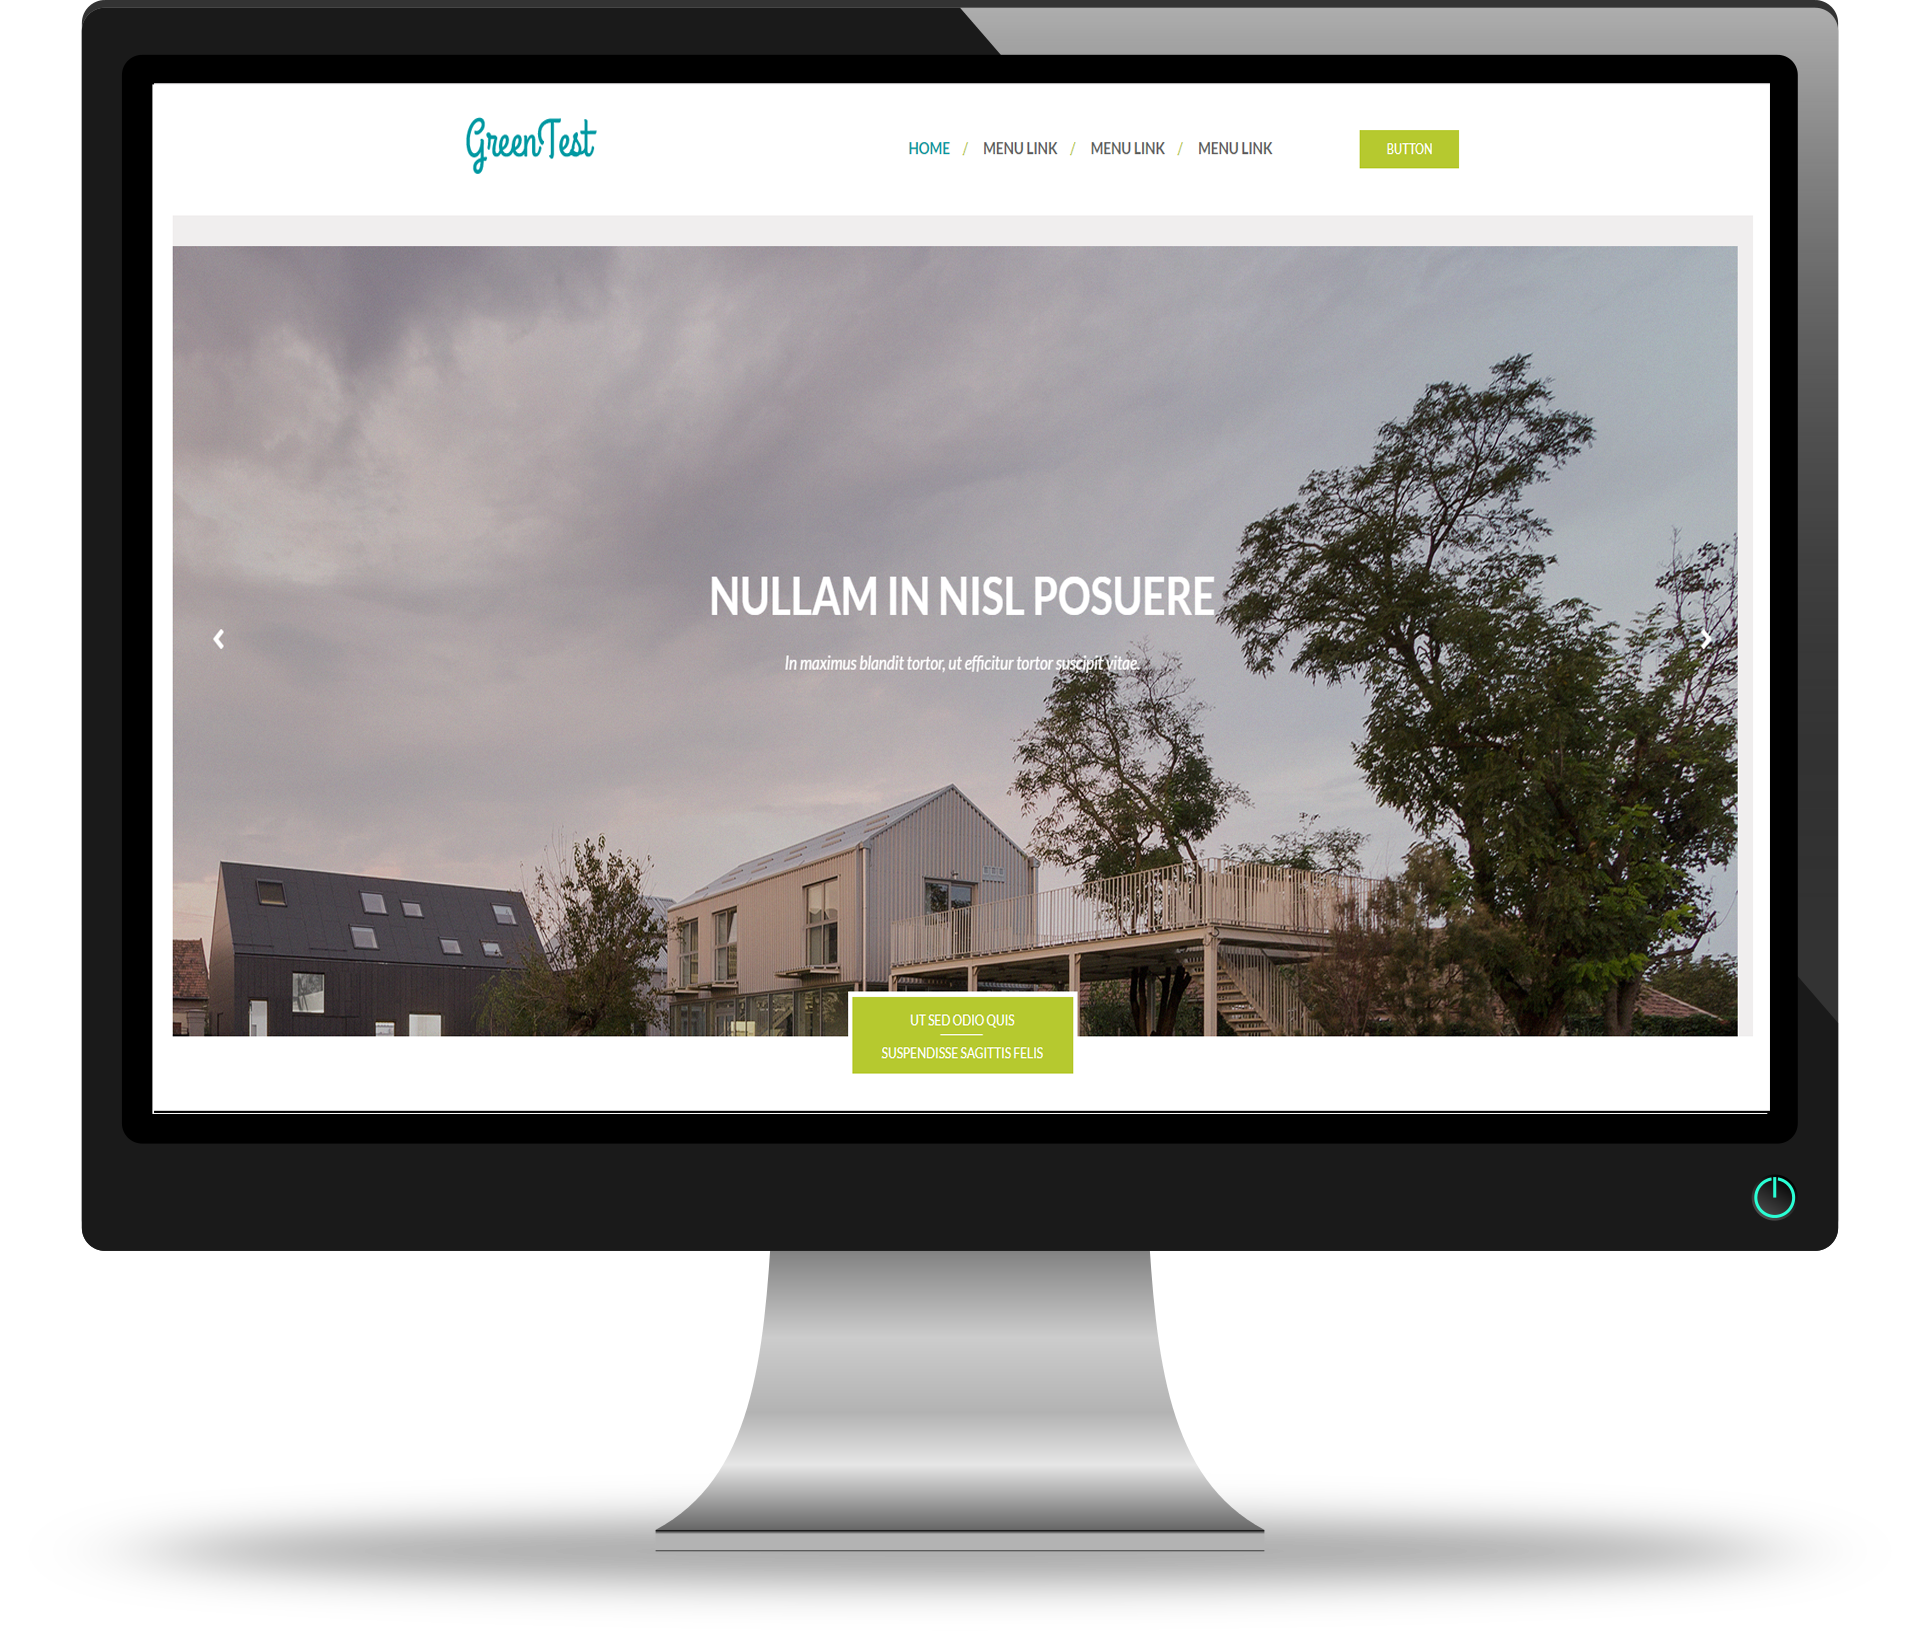 GreenTest
HOME / MENU LINK / MENU LINK / MENU LINK
BUTTON
NULLAM IN NISL POSUERE
In maximus blandit tortor, ut efficitur tortor suscipit vitae.
UT SED ODIO QUIS
SUSPENDISSE SAGITTIS FELIS